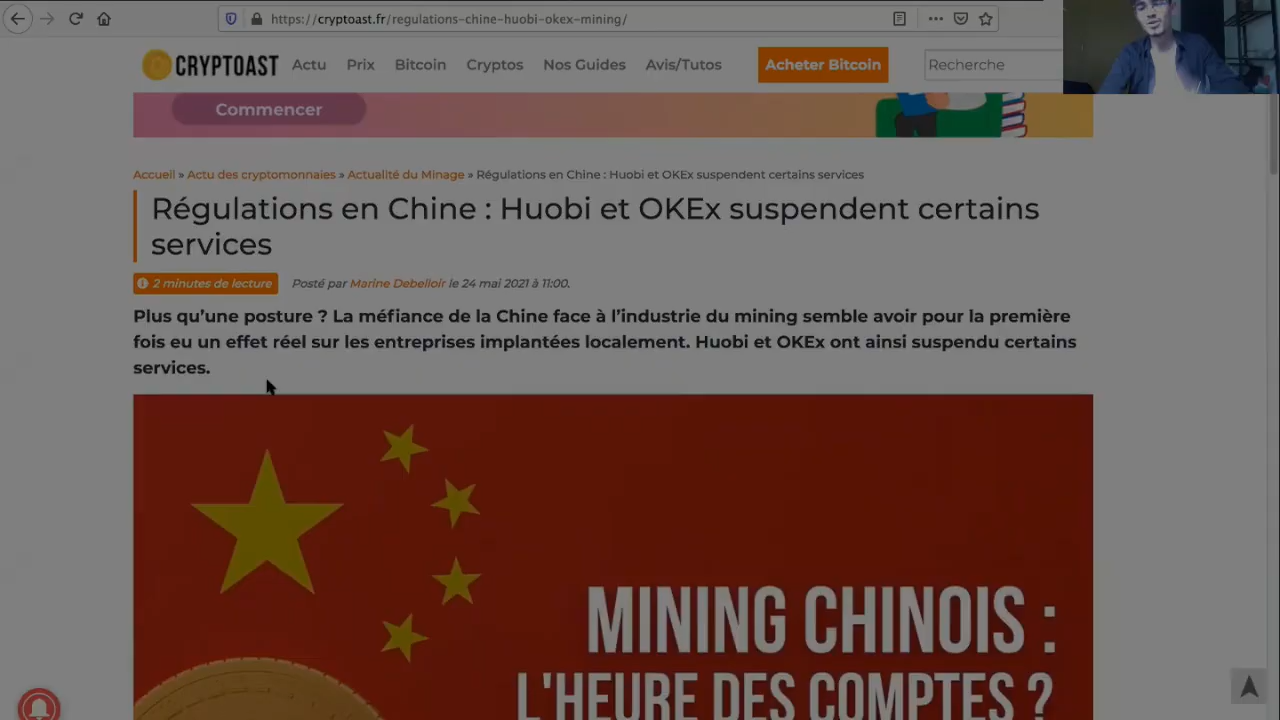 https://cryptoast.fr/regulations-chine-huobi-okex-mining/
CRYPTOAST Actu Prix Bitcoin Cryptos Nos Guides Avis/Tutos Acheter Bitcoin Recherche
Commencer
Accueil » Actu des cryptomonnaies » Actualité du Minage » Régulations en Chine : Huobi et OKEx suspendent certains services
Régulations en Chine : Huobi et OKEx suspendent certains
services
2 minutes de lecture Posté par Marine Debelloir le 24 mai 2021 à 11:00.
Plus qu’une posture ? La méfiance de la Chine face à l’industrie du mining semble avoir pour la première
fois eu un effet réel sur les entreprises implantées localement. Huobi et OKEx ont ainsi suspendu certains
services.
MINING CHINOIS :
L'HEURE DES COMPTES ?